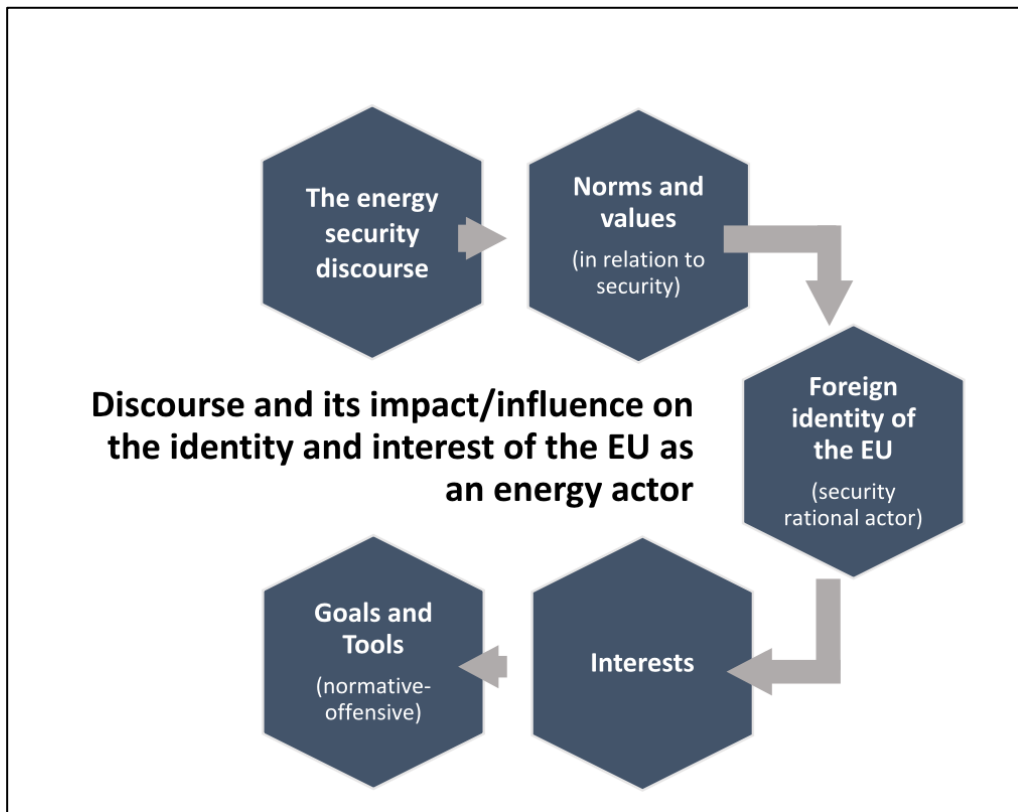 The energy
security
discourse
Norms and
values
(in relation to
security)
Foreign
identity of
the EU
(security
rational actor)
Discourse and its impact/influence on
the identity and interest of the EU as
an energy actor
Interests
Goals and
Tools
(normative-
offensive)